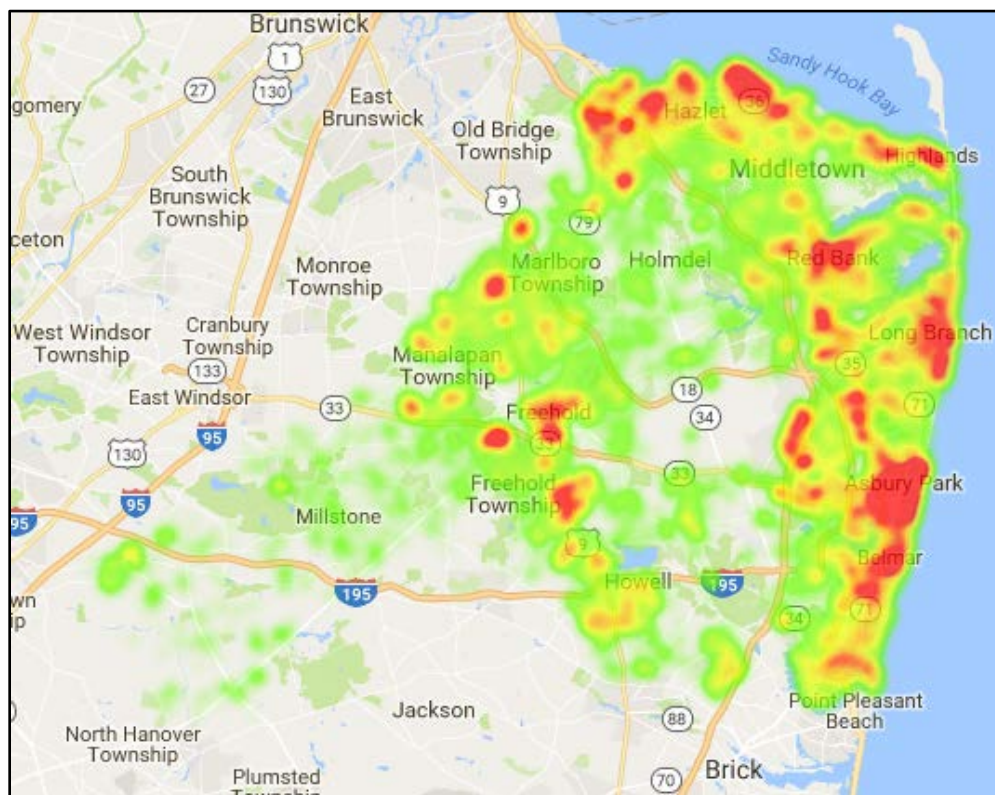 Brunswick
1
27
130
gomery
East
Brunswick
Old Bridge
Township
Sandy Hook Bay
36
Hazlet
Highlands
Middletown
South
Brunswick
Township
9
79
ceton
Monroe
Township
Marlboro
Township
Holmdel
Red Bank
West Windsor
Township
Cranbury
Township
133
East Windsor
Manalapan
Township
Long Branch
35
18
34
71
33
Freehold
33
95
130
Freehold
Township
33
Asbury Park
95
95
Millstone
9
Belmar
195
Howell
195
71
34
own
ip
Jackson
Point Pleasant
Beach
88
North Hanover
Township
Plumsted
Township
70
Brick